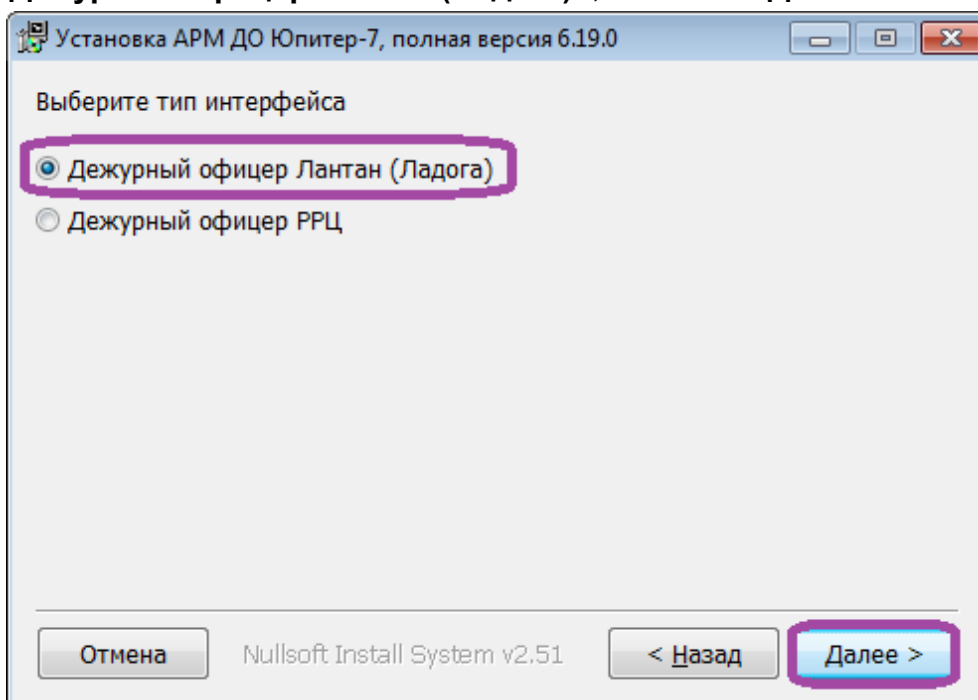 Установка АРМ ДО Юпитер-7, полная версия 6.19.0
Выберите тип интерфейса
Дежурный офицер Лантан (Ладога)
Дежурный офицер РРЦ
Отмена
Nullsoft Install System v2.51
< Назад
Далее >